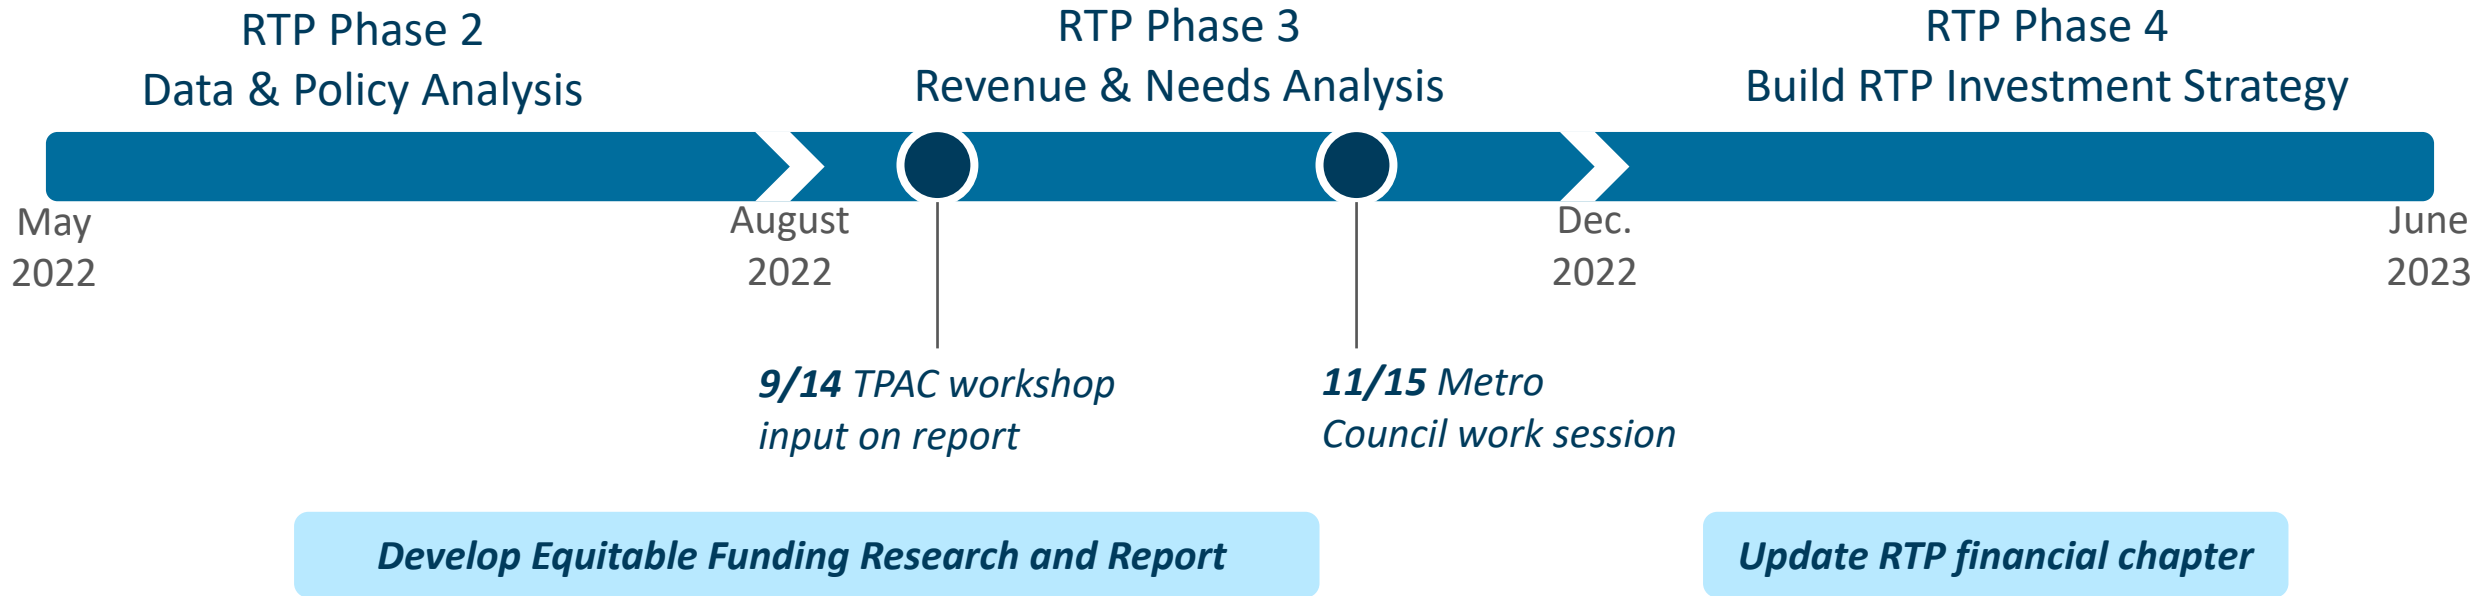 RTP Phase 2
Data & Policy Analysis
RTP Phase 3
Revenue & Needs Analysis
RTP Phase 4
Build RTP Investment Strategy
May
2022
August
2022
Dec.
2022
June
2023
9/14 TPAC workshop
input on report
11/15 Metro
Council work session
Develop Equitable Funding Research and Report
Update RTP financial chapter